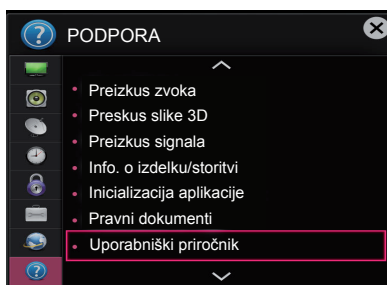 PODPORA
Preizkus zvoka
Preskus slike 3D
Preizkus signala
Info. o izdelku/storitvi
Inicializacija aplikacije
Pravni dokumenti
Uporabniški priročnik